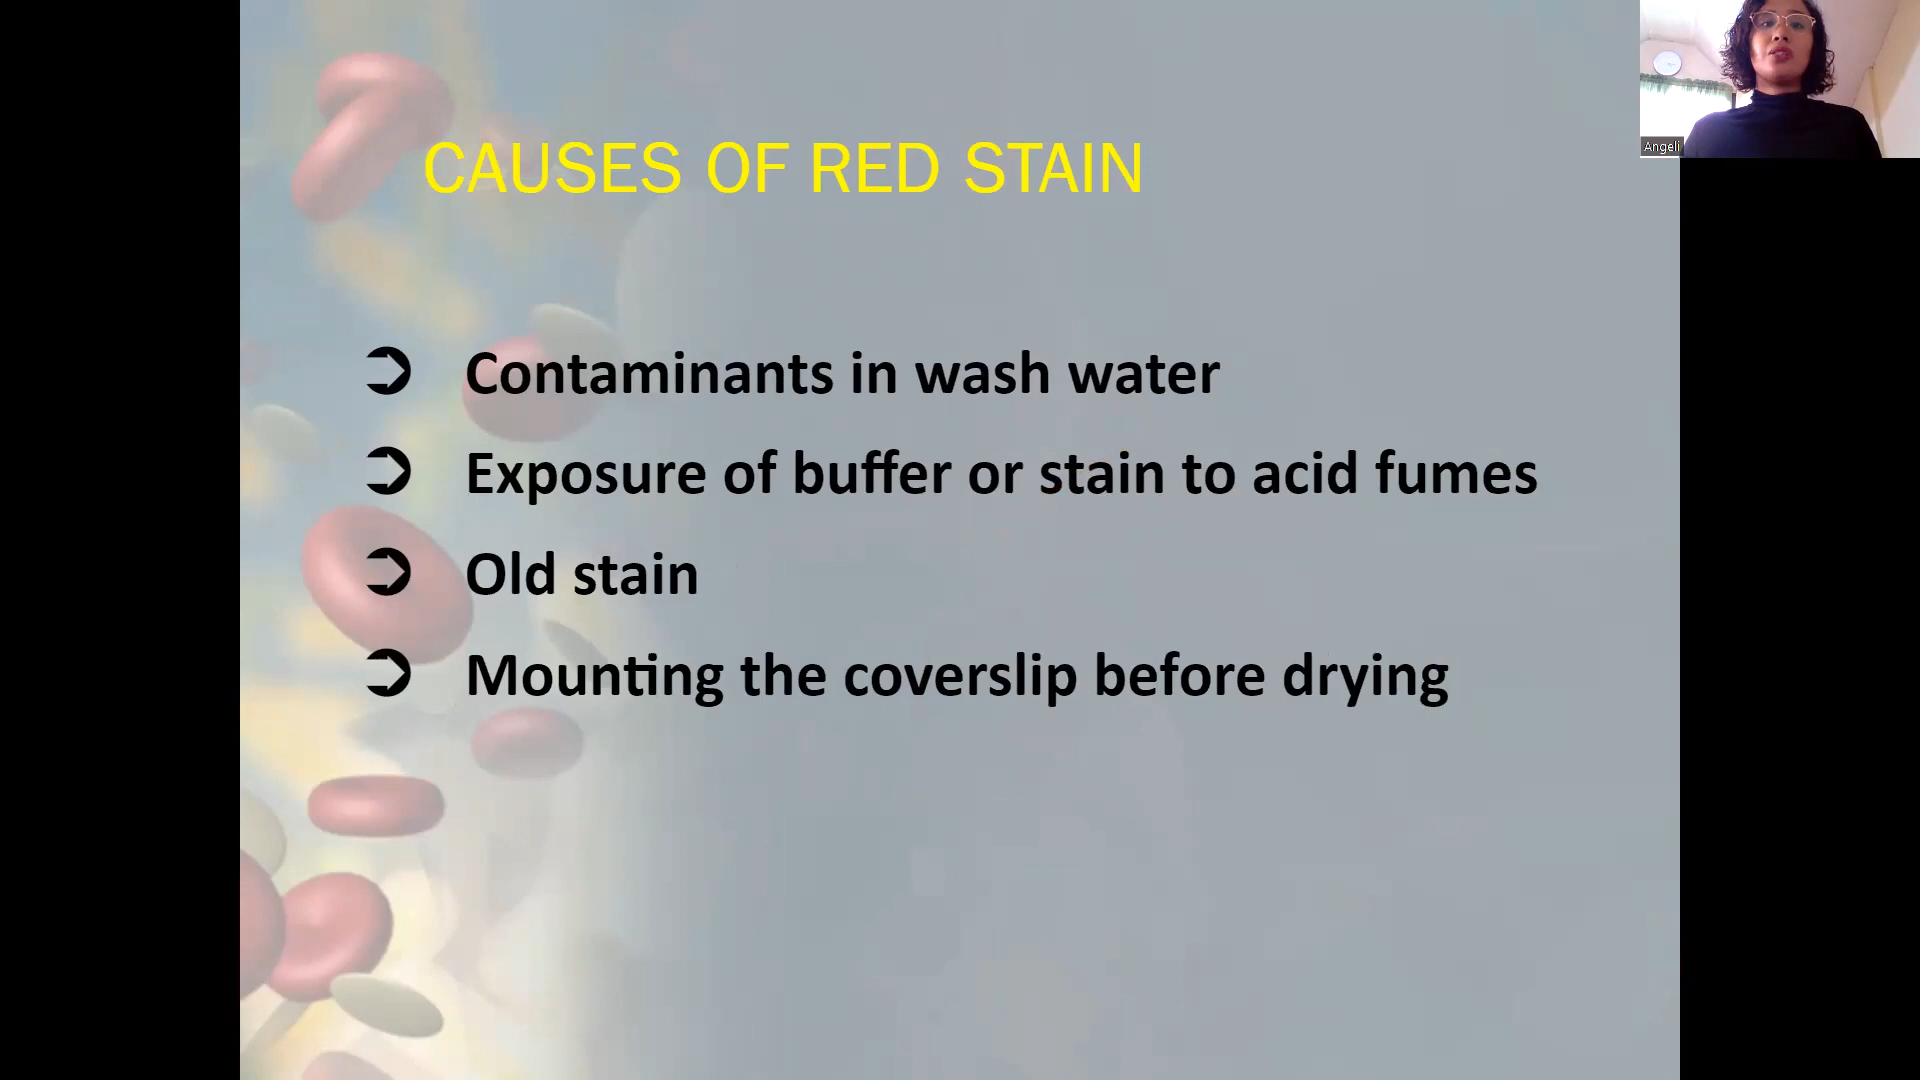 CAUSES OF RED STAIN
Contaminants in wash water
Exposure of buffer or stain to acid fumes
Old stain
Mounting the coverslip before drying
Angeli